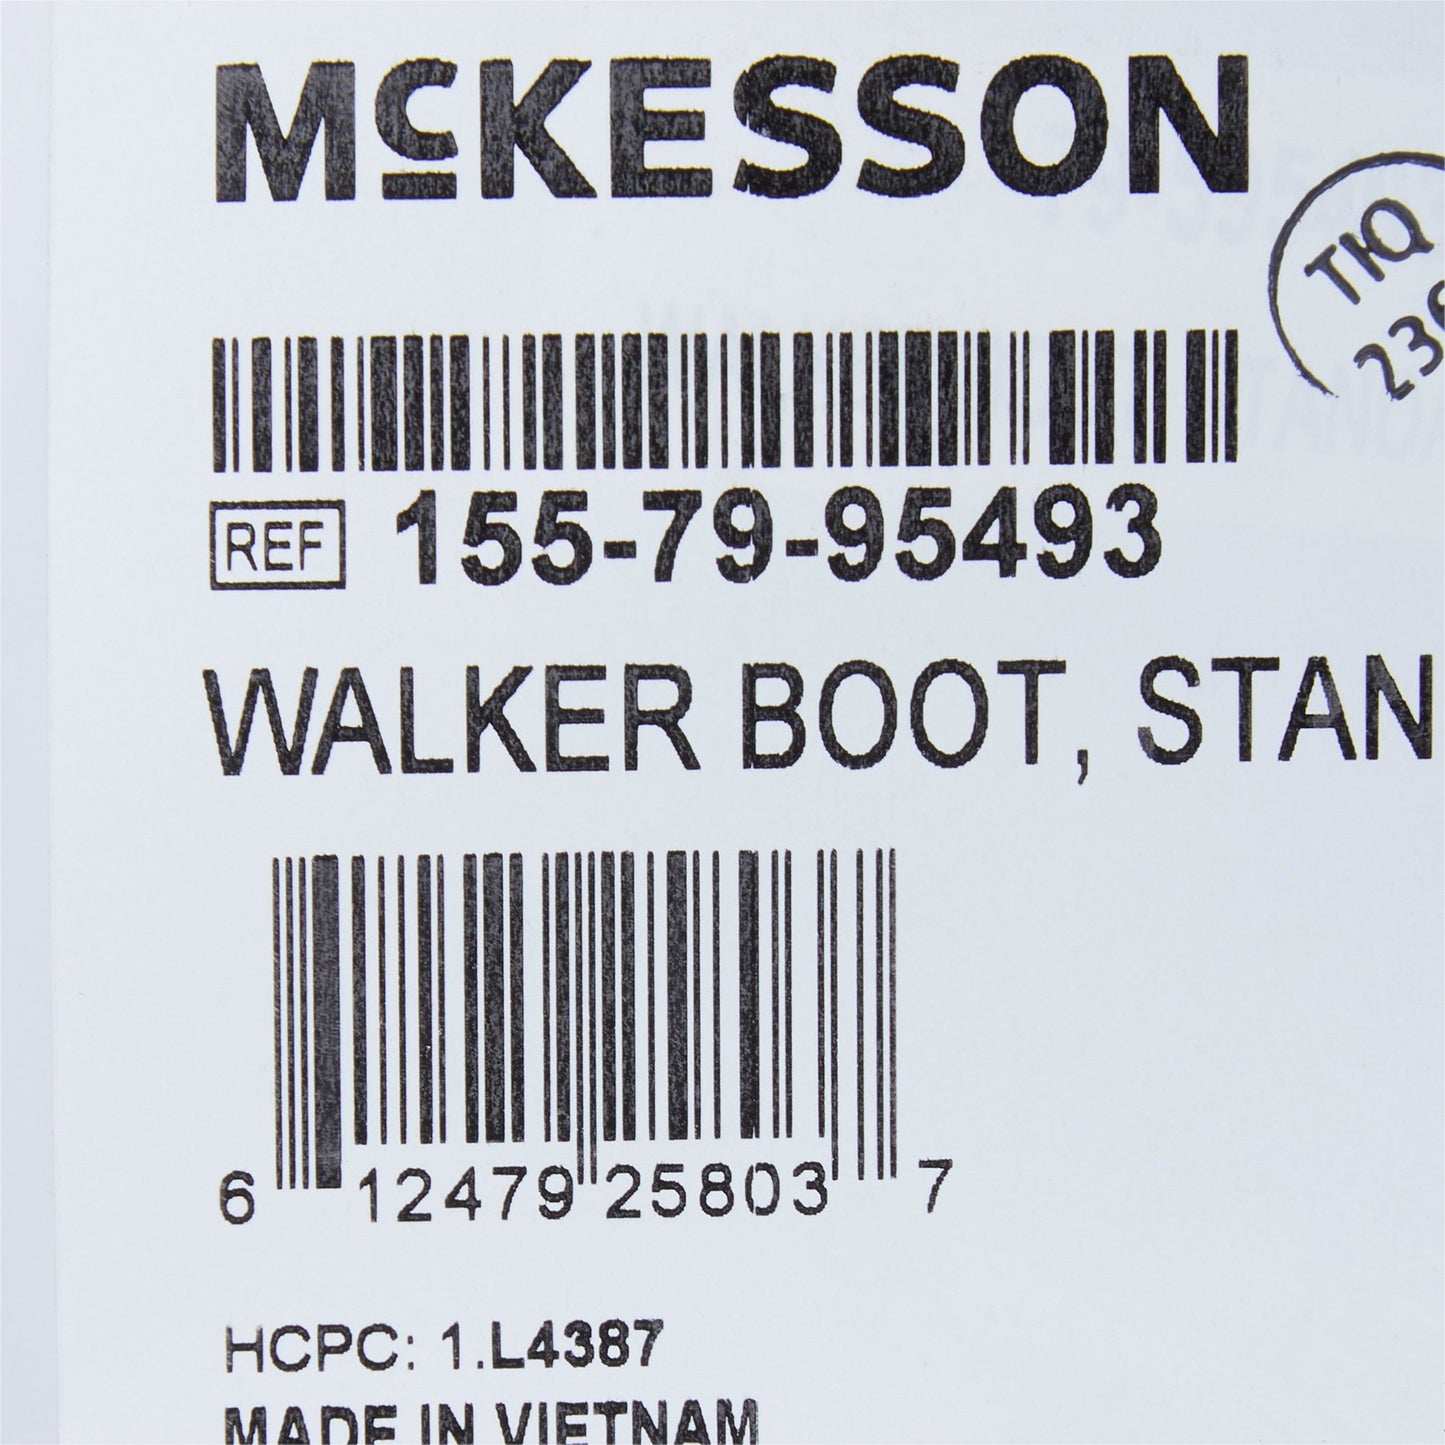 McKESSON
TIQ
REF 155-79-95493
WALKER BOOT, STAN
6 12479 25803 7
HCPC: 1.L4387
MADE IN VIETNAM